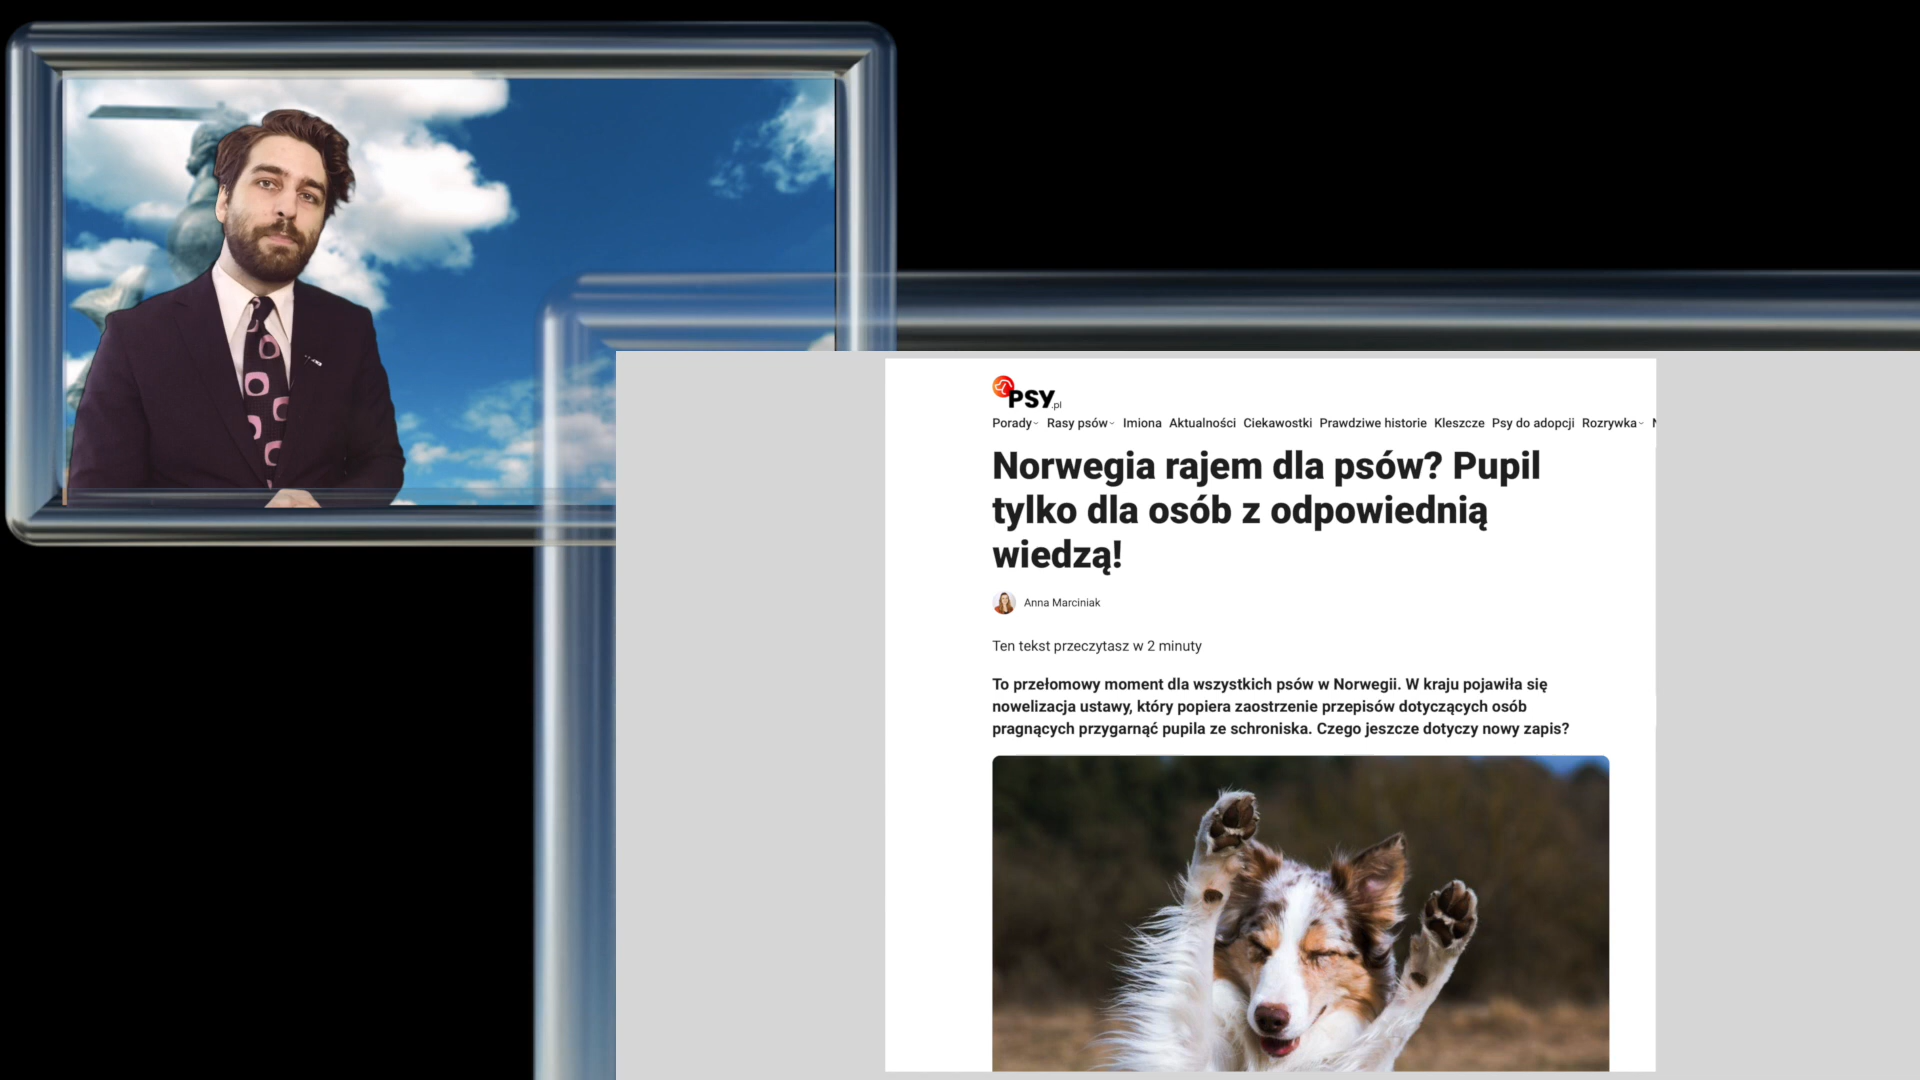 PSY.pl
Porady Rasy psów Imiona Aktualności Ciekawostki Prawdziwe historie Kleszcze Psy do adopcji Rozrywka
Norwegia rajem dla psów? Pupil
tylko dla osób z odpowiednią
wiedzą!
Anna Marciniak
Ten tekst przeczytasz w 2 minuty
To przełomowy moment dla wszystkich psów w Norwegii. W kraju pojawiła się
nowelizacja ustawy, który popiera zaostrzenie przepisów dotyczących osób
pragnących przygarnąć pupila ze schroniska. Czego jeszcze dotyczy nowy zapis?